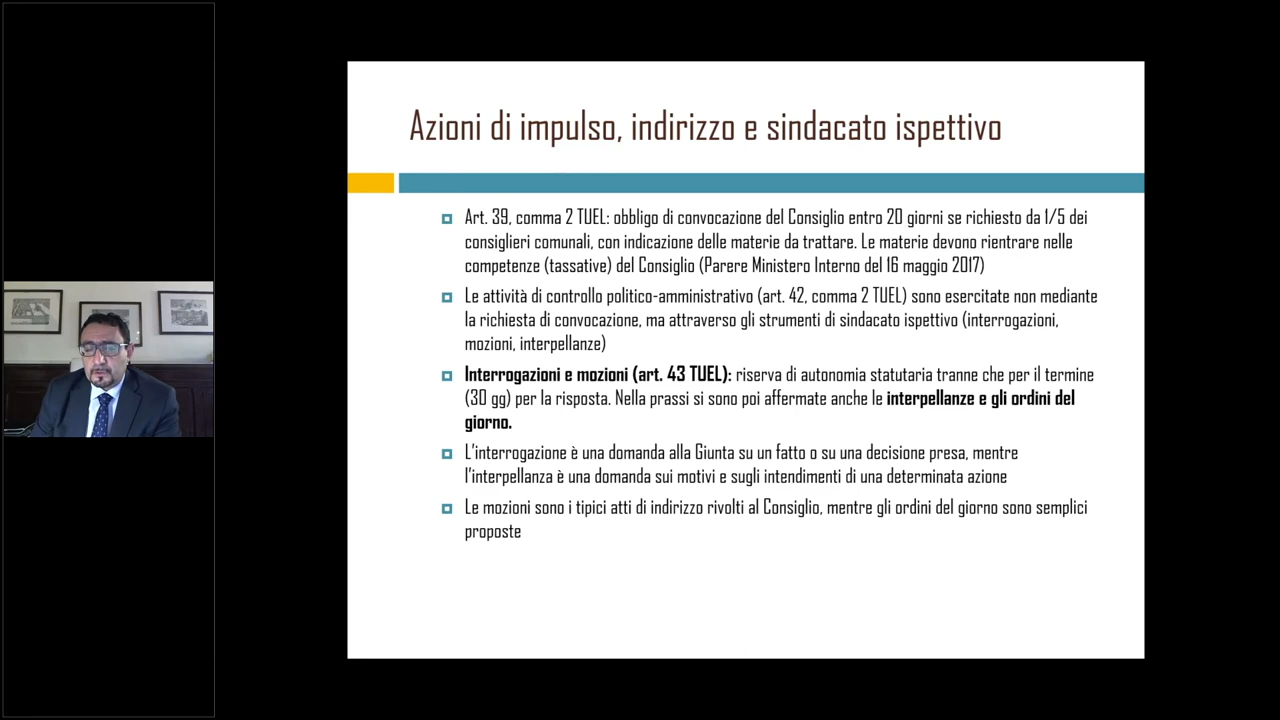 Azioni di impulso, indirizzo e sindacato ispettivo
Art. 39, comma 2 TUEL: obbligo di convocazione del Consiglio entro 20 giorni se richiesto da 1/5 dei
consiglieri comunali, con indicazione delle materie da trattare. Le materie devono rientrare nelle
competenze (tassative) del Consiglio (Parere Ministero Interno del 16 maggio 2017)
Le attività di controllo politico-amministrativo (art. 42, comma 2 TUEL) sono esercitate non mediante
la richiesta di convocazione, ma attraverso gli strumenti di sindacato ispettivo (interrogazioni,
mozioni, interpellanze)
Interrogazioni e mozioni (art. 43 TUEL): riserva di autonomia statutaria tranne che per il termine
(30 gg) per la risposta. Nella prassi si sono poi affermate anche le interpellanze e gli ordini del
giorno.
L'interrogazione è una domanda alla Giunta su un fatto o su una decisione presa, mentre
l'interpellanza è una domanda sui motivi e sugli intendimenti di una determinata azione
Le mozioni sono i tipici atti di indirizzo rivolti al Consiglio, mentre gli ordini del giorno sono semplici
proposte